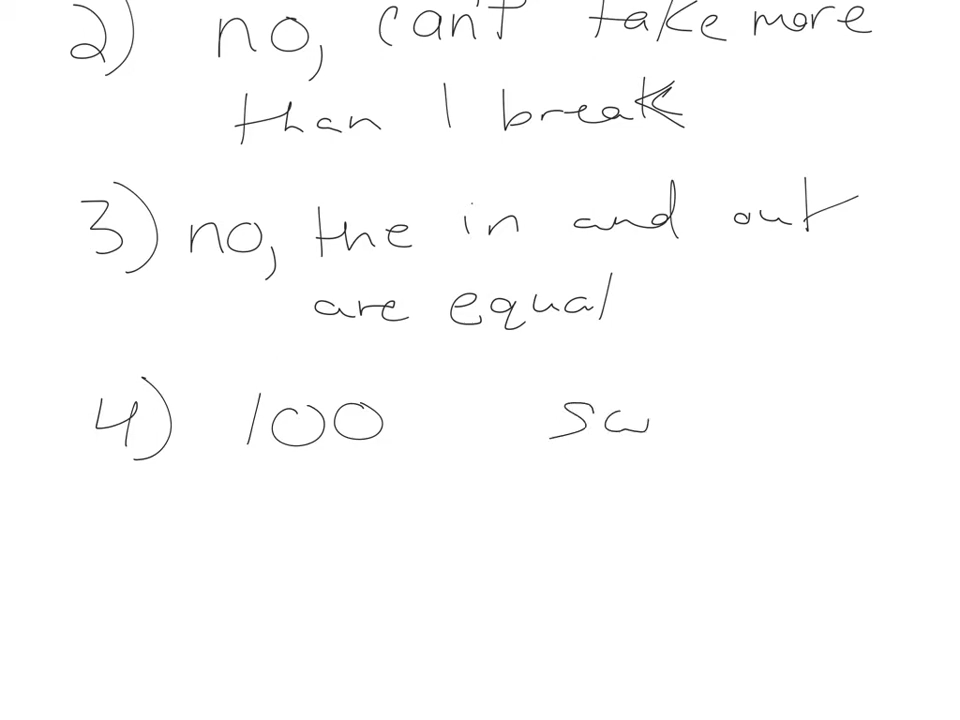 2) no, can't take more
than 1 break
3) no, the in and out
are equal
4) 100